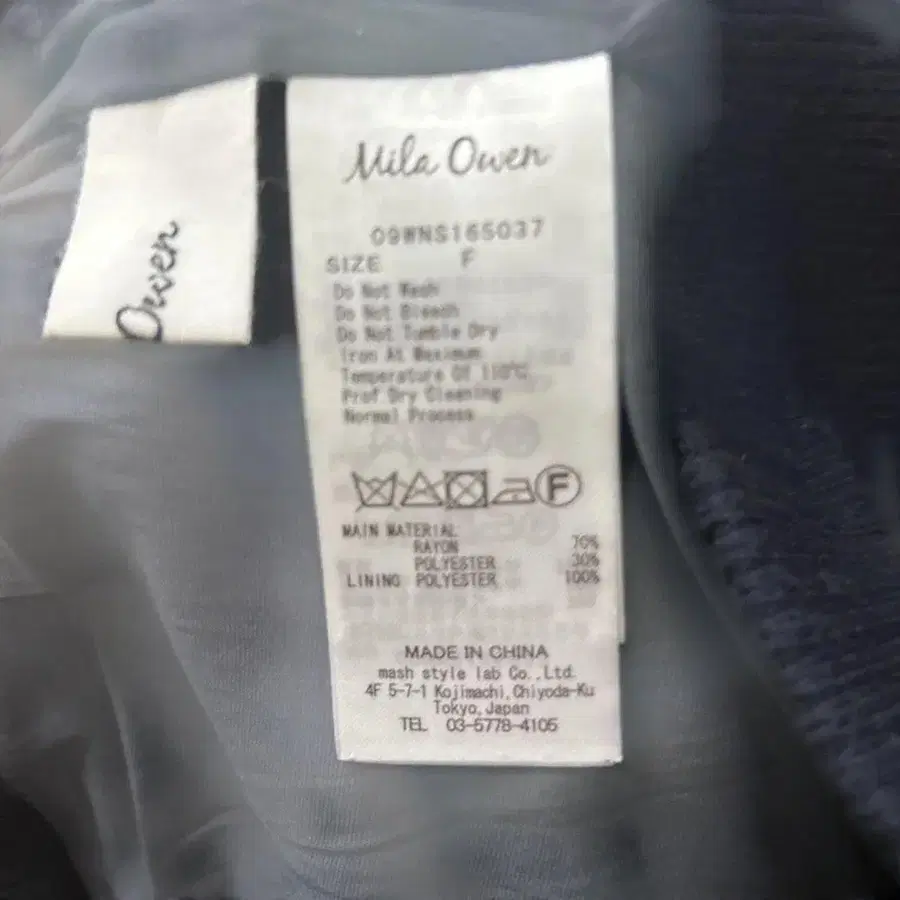 Owen
Mila Owen
09WNS165037
SIZE F
Do Not Wash
Do Not Bleach
Do Not Tumble Dry
Iron At Maximum
Temperature Of 110℃
Prof Dry Cleaning
Normal Process
F
MAIN MATERIAL
RAYON 70%
POLYESTER 30%
LINING POLYESTER 100%
MADE IN CHINA
mash style lab Co.,Ltd.
4F 5-7-1 Kojimachi,Chiyoda-Ku
Tokyo,Japan
TEL 03-5778-4105